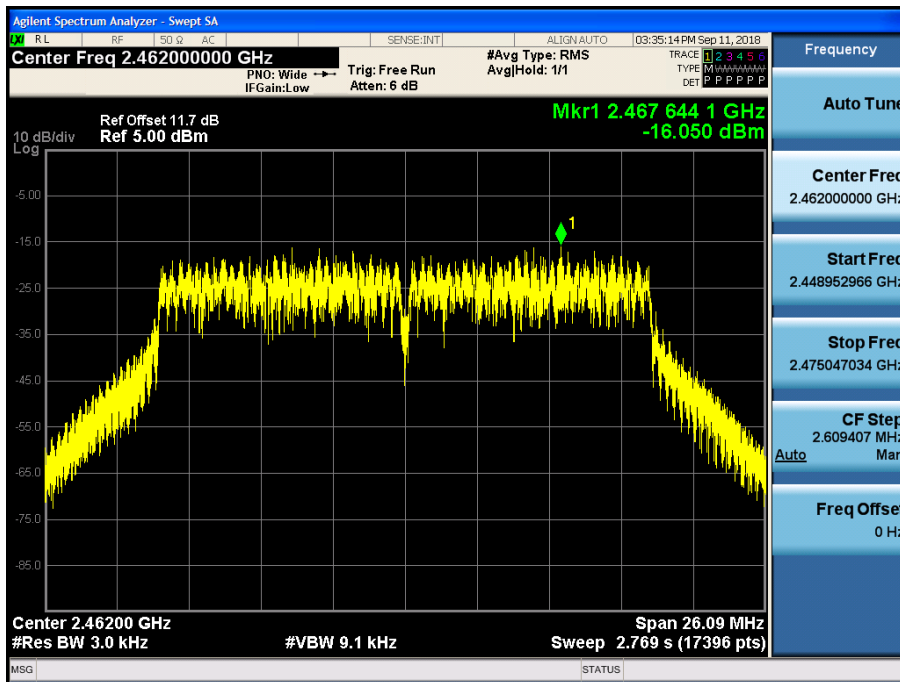 Agilent Spectrum Analyzer - Swept SA
LXI RL RF 50 Ω AC SENSE:INT ALIGN AUTO 03:35:14 PM Sep 11, 2018
Center Freq 2.462000000 GHz
PNO: Wide
IFGain:Low
Trig: Free Run
Atten: 6 dB
#Avg Type: RMS
Avg|Hold: 1/1
TRACE 1 2 3 4 5 6
TYPE M
DET P P P P P P
Mkr1 2.467 644 1 GHz
-16.050 dBm
Ref Offset 11.7 dB
10 dB/div Ref 5.00 dBm
Log
1
-5.00
-15.0
-25.0
-35.0
-45.0
-55.0
-65.0
-75.0
-85.0
Center 2.46200 GHz Span 26.09 MHz
#Res BW 3.0 kHz #VBW 9.1 kHz Sweep 2.769 s (17396 pts)
MSG STATUS
Frequency
Auto Tune
Center Freq
2.462000000 GHz
Start Freq
2.448952966 GHz
Stop Freq
2.475047034 GHz
CF Step
2.609407 MHz
Auto Man
Freq Offset
0 Hz